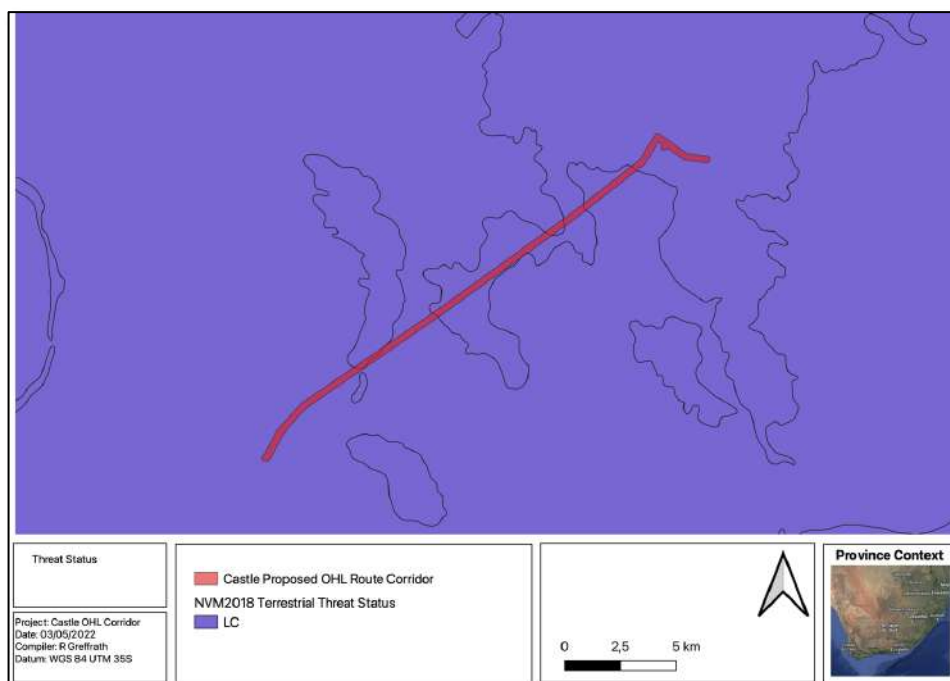 Threat Status
Project: Castle OHL Corridor
Date: 03/05/2022
Compiler: R Greffrath
Datum: WGS 84 UTM 35S
Castle Proposed OHL Route Corridor
NVM2018 Terrestrial Threat Status
LC
0 2,5 5 km
Province Context